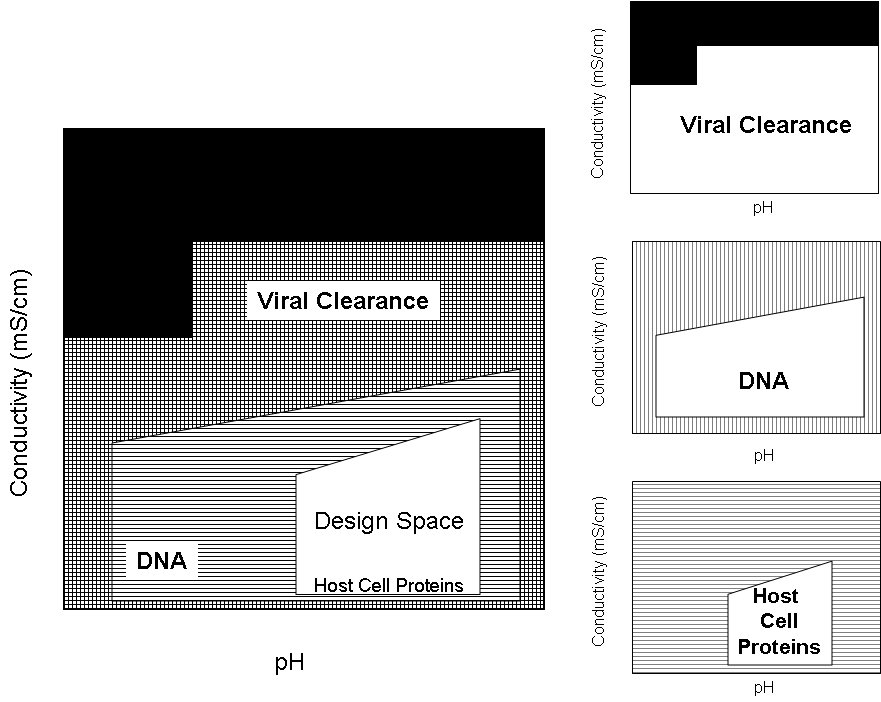 Conductivity (mS/cm)
Viral Clearance
Design Space
DNA
Host Cell Proteins
pH
Conductivity (mS/cm)
Viral Clearance
pH
Conductivity (mS/cm)
DNA
pH
Conductivity (mS/cm)
Host
Cell
Proteins
pH